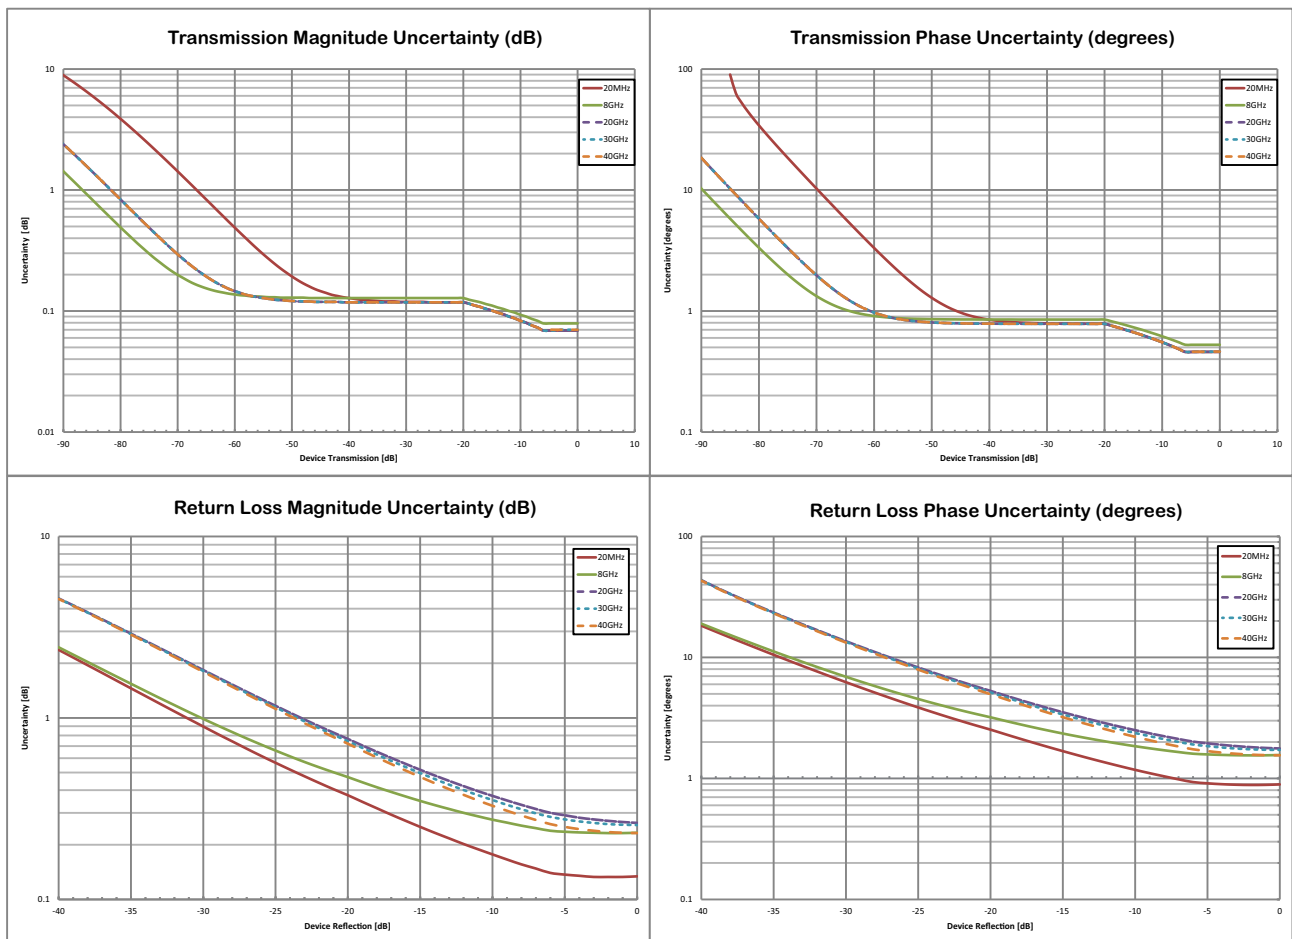 Transmission Magnitude Uncertainty (dB)
10
1
0.1
0.01
Uncertainty [dB]
-90 -80 -70 -60 -50 -40 -30 -20 -10 0 10
Device Transmission [dB]
20MHz
8GHz
20GHz
30GHz
40GHz
Transmission Phase Uncertainty (degrees)
100
10
1
0.1
Uncertainty [degrees]
-90 -80 -70 -60 -50 -40 -30 -20 -10 0 10
Device Transmission [dB]
20MHz
8GHz
20GHz
30GHz
40GHz
Return Loss Magnitude Uncertainty (dB)
10
1
0.1
Uncertainty [dB]
-40 -35 -30 -25 -20 -15 -10 -5 0
Device Reflection [dB]
20MHz
8GHz
20GHz
30GHz
40GHz
Return Loss Phase Uncertainty (degrees)
100
10
1
0.1
Uncertainty [degrees]
-40 -35 -30 -25 -20 -15 -10 -5 0
Device Reflection [dB]
20MHz
8GHz
20GHz
30GHz
40GHz